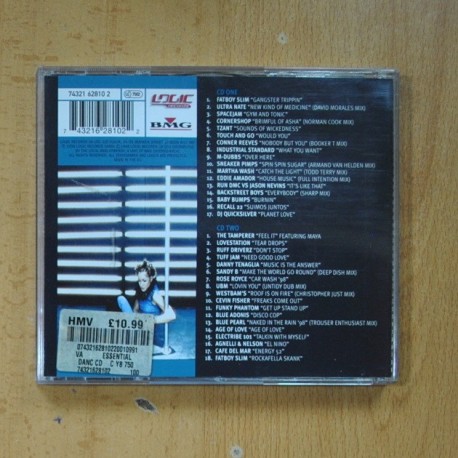 74321 62810 2
LOGIC
7 43216 28102 2
BMG
CD ONE
1. FATBOY SLIM "GANGSTER TRIPPIN"
2. ULTRA NATE "NEW KIND OF MEDICINE" (DAVID MORALES MIX)
3. SPACEJAM "GYM AND TONIC"
4. CORNERSHOP "BRIMFUL OF ASHA" (NORMAN COOK MIX)
5. TZANT "SOUNDS OF WICKEDNESS"
6. TOUCH AND GO "WOULD YOU"
7. CONNER REEVES "NOBODY BUT YOU" (BOOKER T MIX)
8. INDUSTRIAL STANDARD "WHAT YOU WANT"
9. M-DUBBS "OVER HERE"
10. SNEAKER PIMPS "SPIN SPIN SUGAR" (ARMAND VAN HELDEN MIX)
11. MARTHA WASH "CATCH THE LIGHT" (TODD TERRY MIX)
12. EDDIE AMADOR "HOUSE MUSIC" (FULL INTENTION MIX)
13. RUN DMC VS JASON NEVINS "IT'S LIKE THAT"
14. BACKSTREET BOYS "EVERYBODY" (SHARP MIX)
15. BABY BUMPS "BURNIN"
16. RECALL 22 "SUIMOS JUNTOS"
17. DJ QUICKSILVER "PLANET LOVE"
CD TWO
1. THE TAMPERER "FEEL IT" FEATURING MAYA
2. LOVESTATION "TEAR DROPS"
3. RUFF DRIVERZ "DON'T STOP"
4. TUFF JAM "NEED GOOD LOVE"
5. DANNY TENAGLIA "MUSIC IS THE ANSWER"
6. SANDY B "MAKE THE WORLD GO ROUND" (DEEP DISH MIX)
7. ROSE ROYCE "CAR WASH '98"
8. UBM "LOVIN YOU" (UNTIDY DUB MIX)
9. WESTBAM'S "ROOF IS ON FIRE" (CHRISTOPHER JUST MIX)
10. CEVIN FISHER "FREAKS COME OUT"
11. FUNKY PHANTOM "GET UP STAND UP
12. BLUE ADONIS "DISCO COP"
13. BLUE PEARL "NAKED IN THE RAIN '98" (TROUSER ENTHUSIAST MIX)
14. AGE OF LOVE "AGE OF LOVE"
15. ELECTRIBE 101 "TALKIN WITH MYSELF"
16. AGNELLI & NELSON "EL NINO"
17. CAFE DEL MAR "ENERGY 52"
18. FATBOY SLIM "ROCKAFELLA SKANK"
HMV £10.99
VA ESSENTIAL
DANC CD C YB 750
74321628102 100